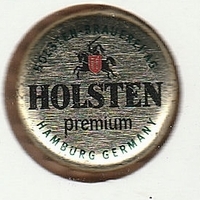 HOLSTEN-BRAUEREI AG
HOLSTEN
premium
HAMBURG GERMANY